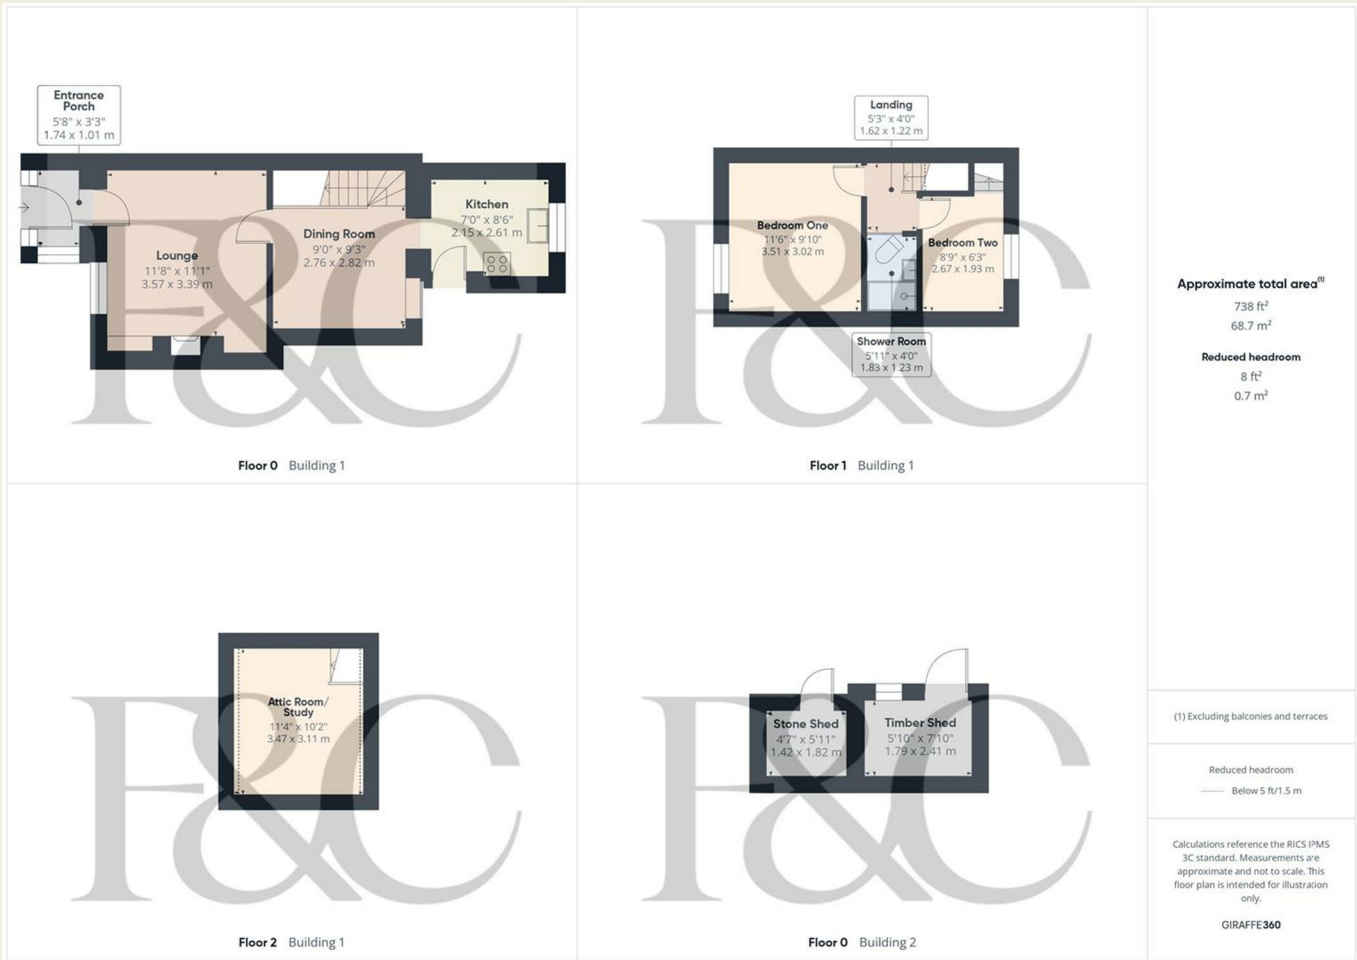 Entrance
Porch
5'8" x 3'3"
1.74 x 1.01 m
Lounge
11'8" x 11'1"
3.57 x 3.39 m
Dining Room
9'0" x 9'3"
2.76 x 2.82 m
Kitchen
7'0" x 8'6"
2.15 x 2.61 m
F&C
Floor 0 Building 1
Landing
5'3" x 4'0"
1.62 x 1.22 m
Bedroom One
11'6" x 9'10"
3.51 x 3.02 m
Bedroom Two
8'9" x 6'3"
2.67 x 1.93 m
Shower Room
5'11" x 4'0"
1.83 x 1.23 m
F&C
Floor 1 Building 1
Attic Room/
Study
11'4" x 10'2"
3.47 x 3.11 m
F&C
Floor 2 Building 1
Stone Shed
4'7" x 5'11"
1.42 x 1.82 m
Timber Shed
5'10" x 7'10"
1.79 x 2.41 m
F&C
Floor 0 Building 2
Approximate total area(1)
738 ft²
68.7 m²
Reduced headroom
8 ft²
0.7 m²
(1) Excluding balconies and terraces
Reduced headroom
Below 5 ft/1.5 m
Calculations reference the RICS IPMS
3C standard. Measurements are
approximate and not to scale. This
floor plan is intended for illustration
only.
GIRAFFE360